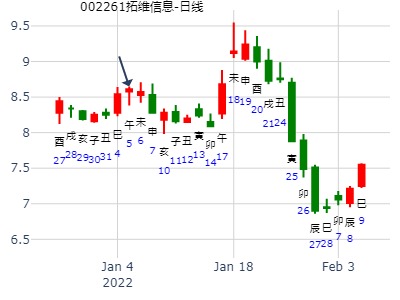 002261拓维信息-日线
9.5
9
8.5
8
7.5
7
6.5
酉 戌 亥 子 丑 巳 午 未 申 亥 子 丑 寅 卯 午 未 申 酉 戌 丑 寅 卯 辰 巳 卯 辰 巳
27 28 29 30 31 4 5 6 7 10 11 12 13 14 17 18 19 20 21 24 25 26 27 28 7 8 9
Jan 4 Jan 18 Feb 3
2022